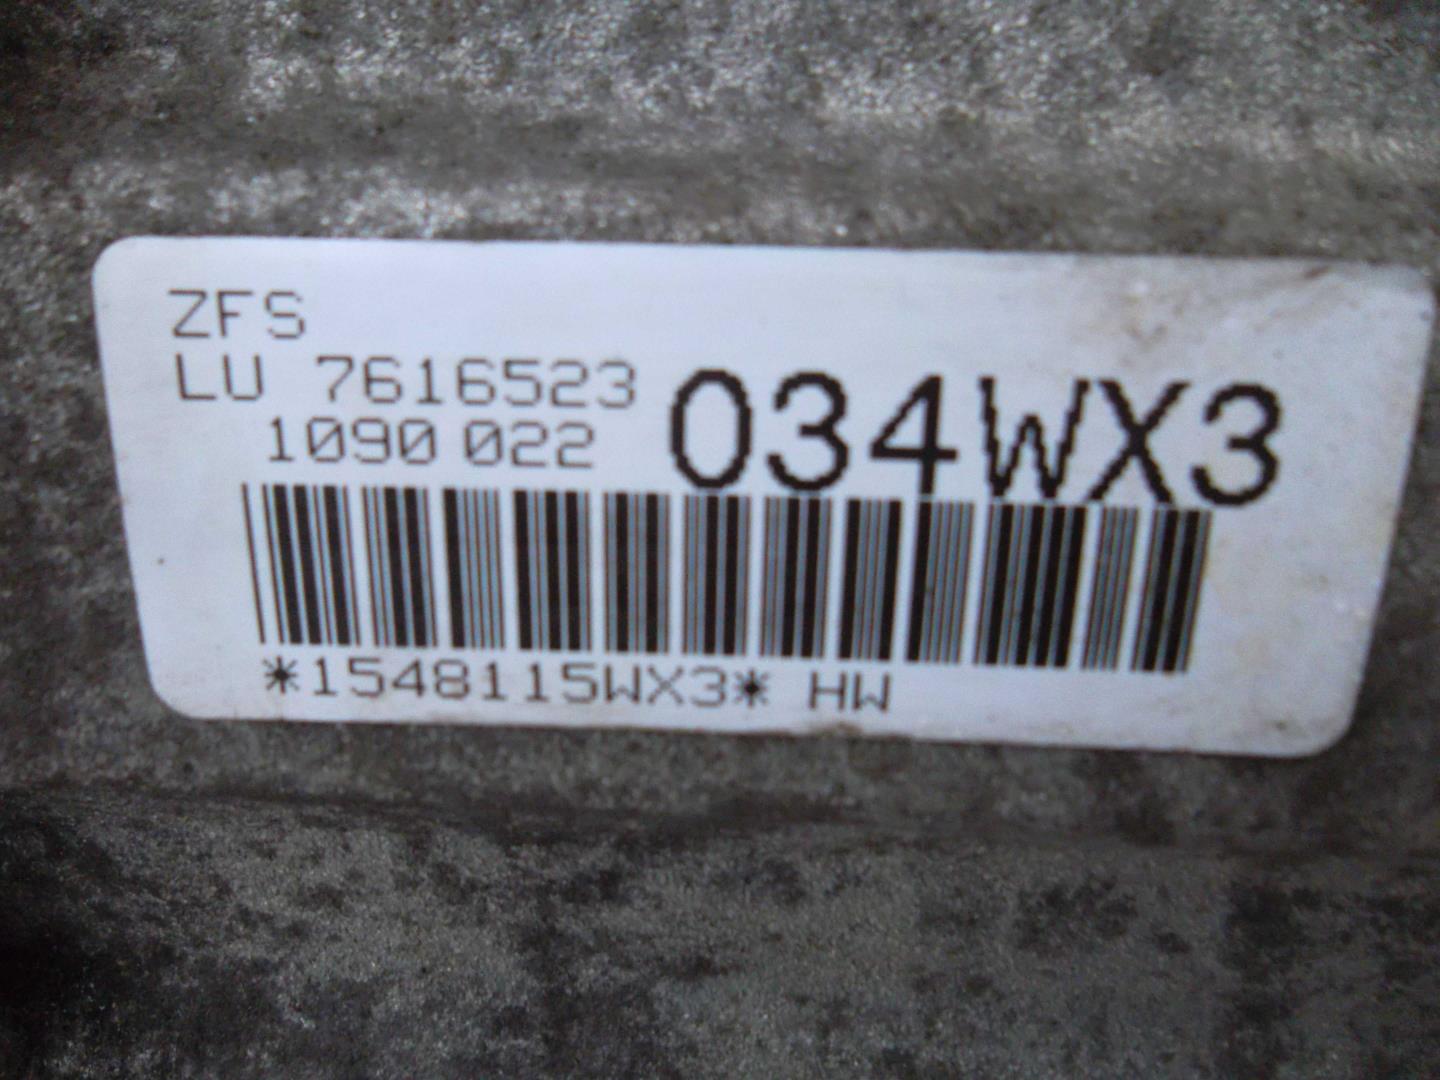 ZFS
LU 7616523
1090 022
034WX3
*1548115WX3* HW